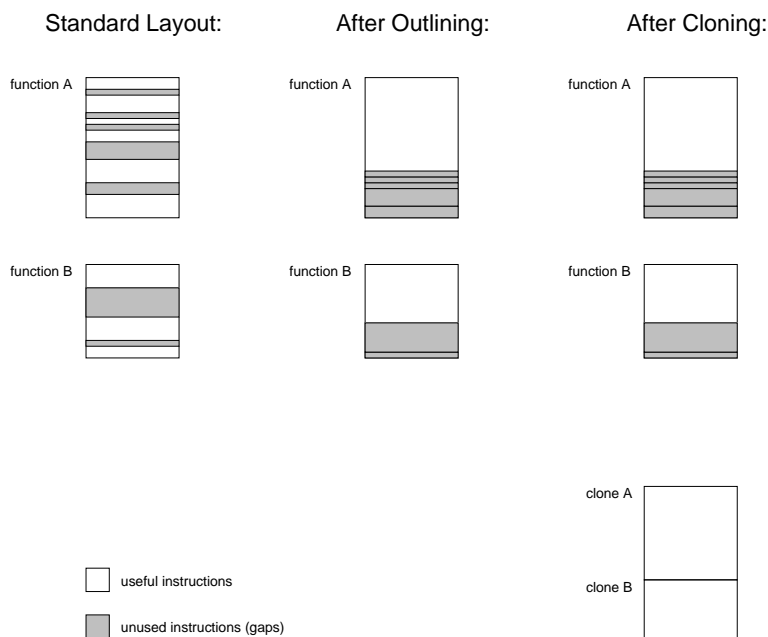 Standard Layout: After Outlining: After Cloning:
function A function A function A
function B function B function B
clone A
useful instructions
clone B
unused instructions (gaps)